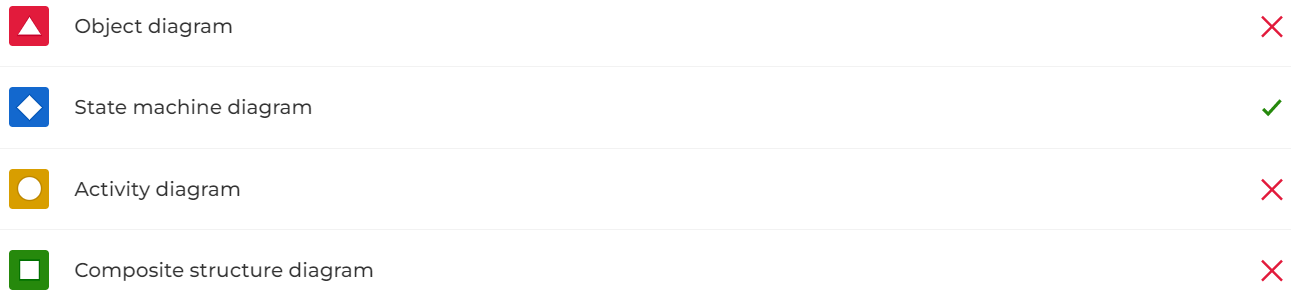 Object diagram
State machine diagram
Activity diagram
Composite structure diagram